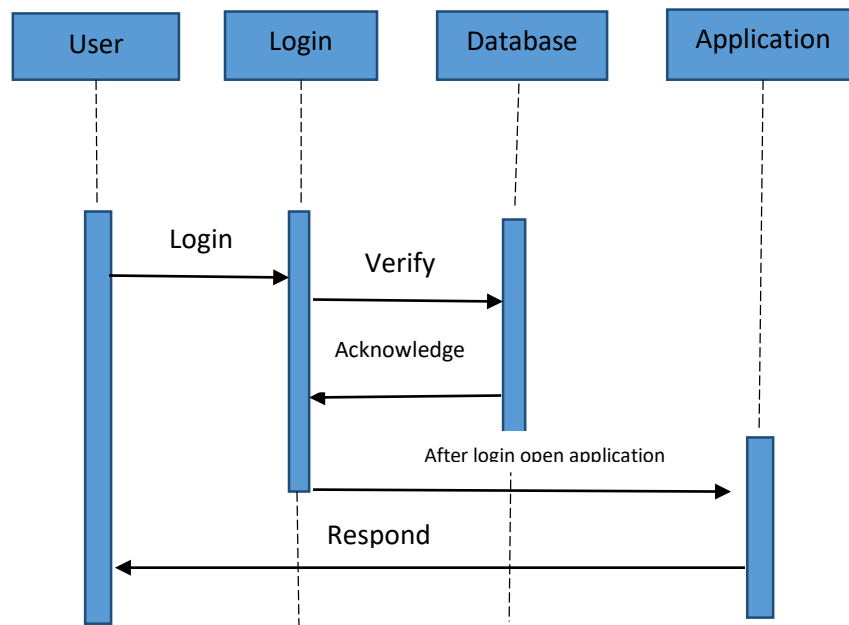 User
Login
Database
Application
Login
Verify
Acknowledge
After login open application
Respond